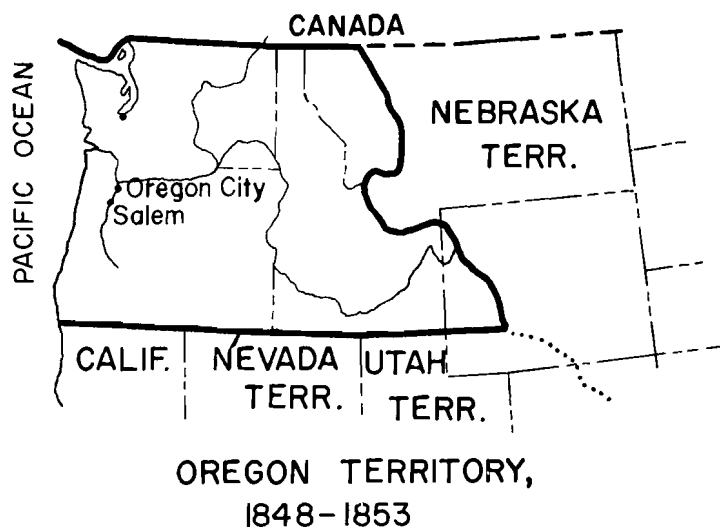 CANADA
PACIFIC OCEAN
NEBRASKA
TERR.
Oregon City
Salem
CALIF.
NEVADA
TERR.
UTAH
TERR.
OREGON TERRITORY,
1848-1853